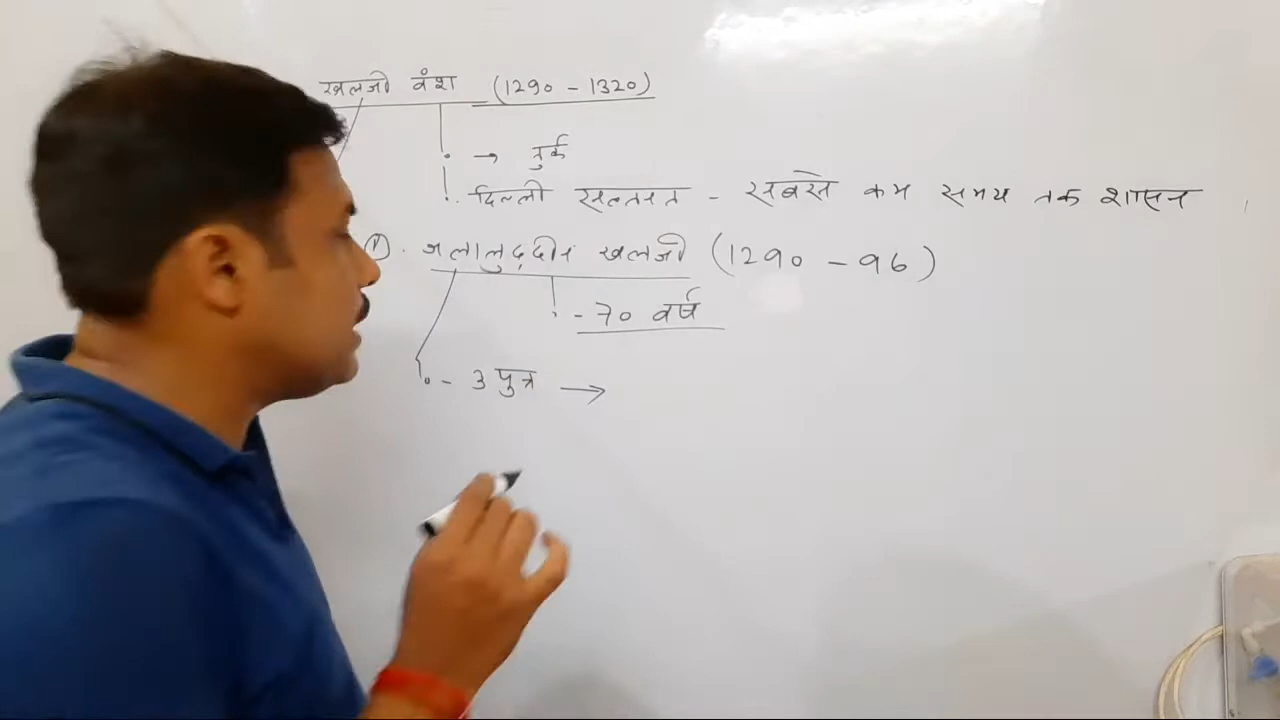 खलजी वंश (1290 - 1320)
→ तुर्क
दिल्ली सल्तनत - सबसे कम समय तक शासन
① जलालुद्दीन खलजी (1290 - 96)
- 70 वर्ष
- 3 पुत्र →